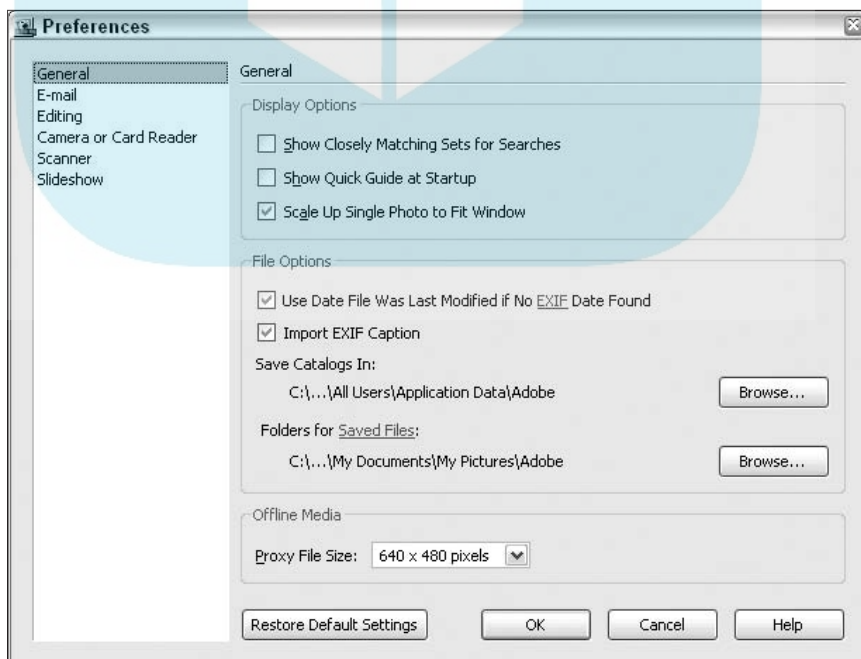 Preferences
General
E-mail
Editing
Camera or Card Reader
Scanner
Slideshow
General
Display Options
Show Closely Matching Sets for Searches
Show Quick Guide at Startup
Scale Up Single Photo to Fit Window
File Options
Use Date File Was Last Modified if No EXIF Date Found
Import EXIF Caption
Save Catalogs In:
C:\...\All Users\Application Data\Adobe
Browse...
Folders for Saved Files:
C:\...\My Documents\My Pictures\Adobe
Browse...
Offline Media
Proxy File Size: 640 x 480 pixels
Restore Default Settings
OK
Cancel
Help